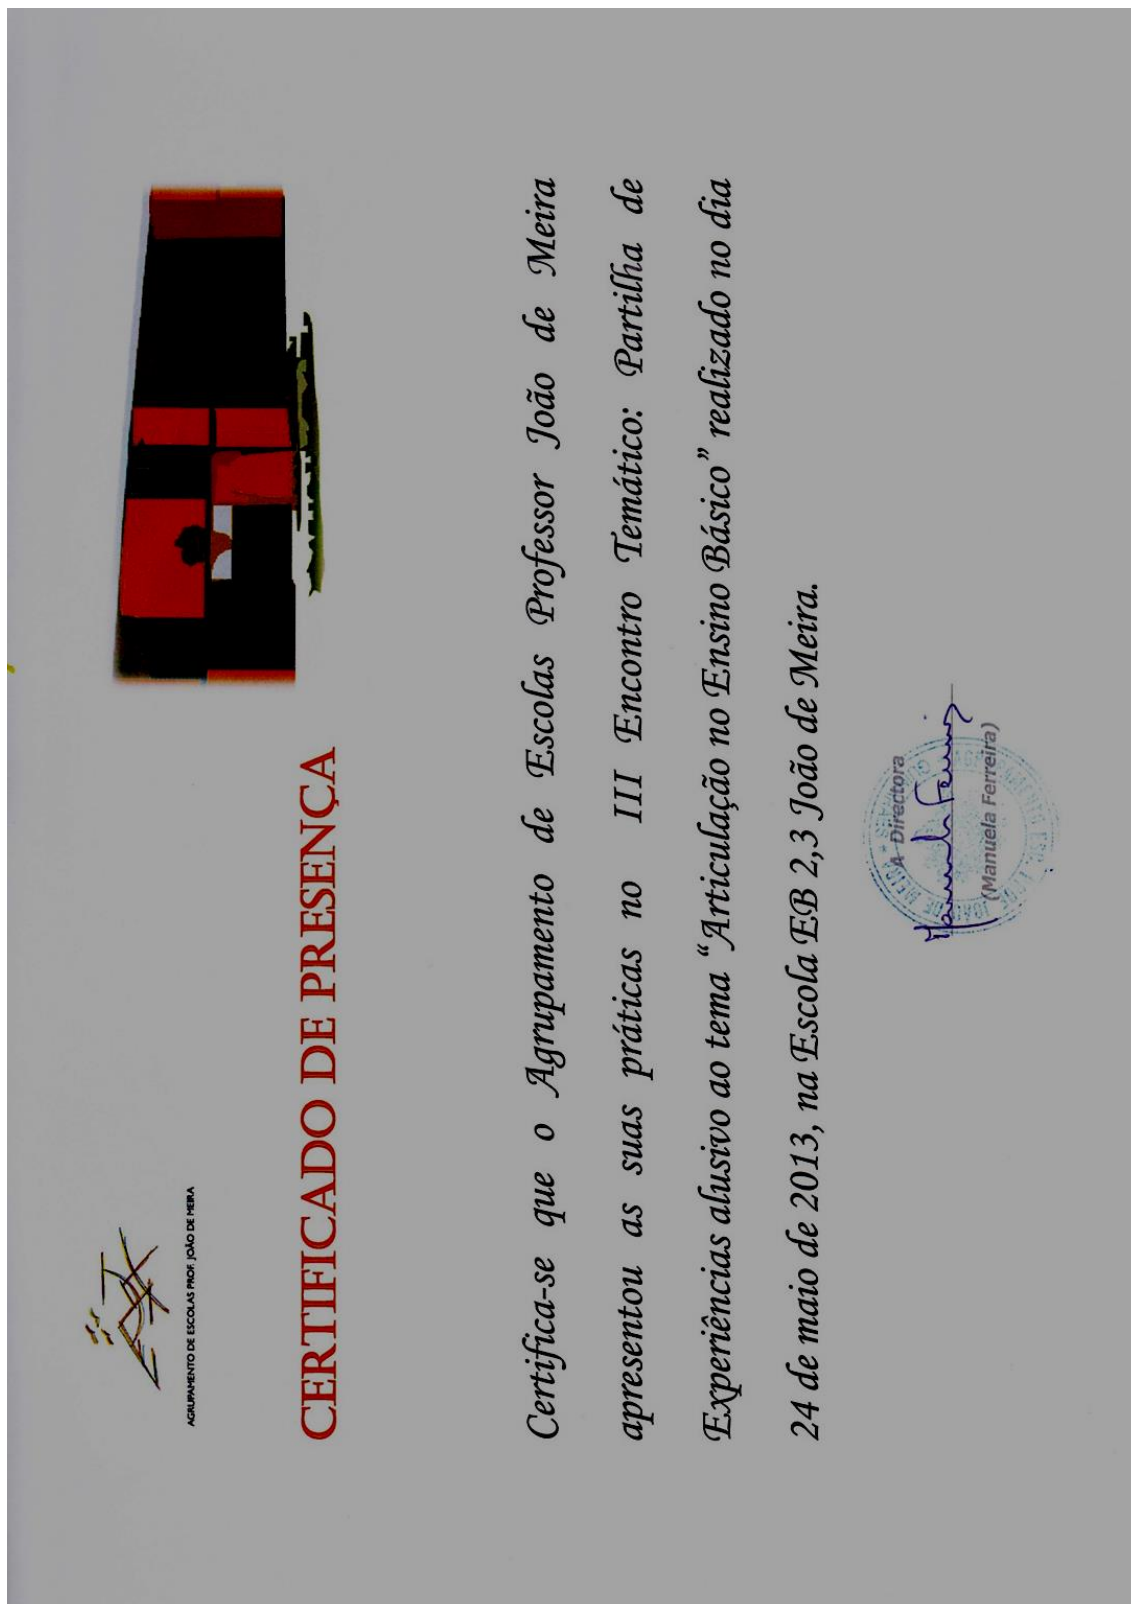 AGRUPAMENTO DE ESCOLAS PROF. JOÃO DE MEIRA
CERTIFICADO DE PRESENÇA
Certifica-se que o Agrupamento de Escolas Professor João de Meira
apresentou as suas práticas no III Encontro Temático: Partilha de
Experiências alusivo ao tema “Articulação no Ensino Básico” realizado no dia
24 de maio de 2013, na Escola EB 2,3 João de Meira.
A Directora
(Manuela Ferreira)